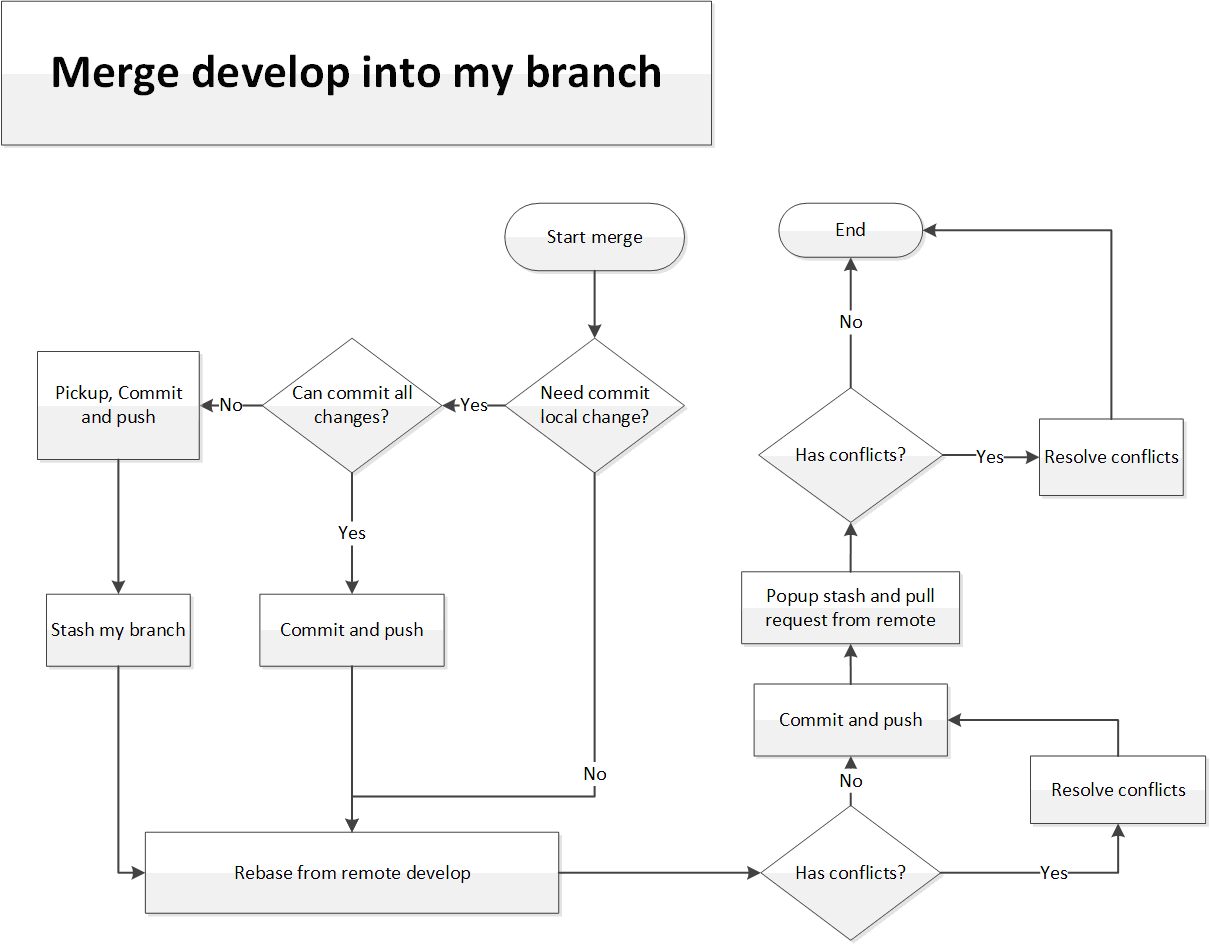 Merge develop into my branch
Start merge
End
No
Pickup, Commit
and push
No
Can commit all
changes?
Yes
Need commit
local change?
Has conflicts?
Yes
Resolve conflicts
Yes
Popup stash and pull
request from remote
Stash my branch
Commit and push
Commit and push
No
No
Resolve conflicts
Rebase from remote develop
Has conflicts?
Yes